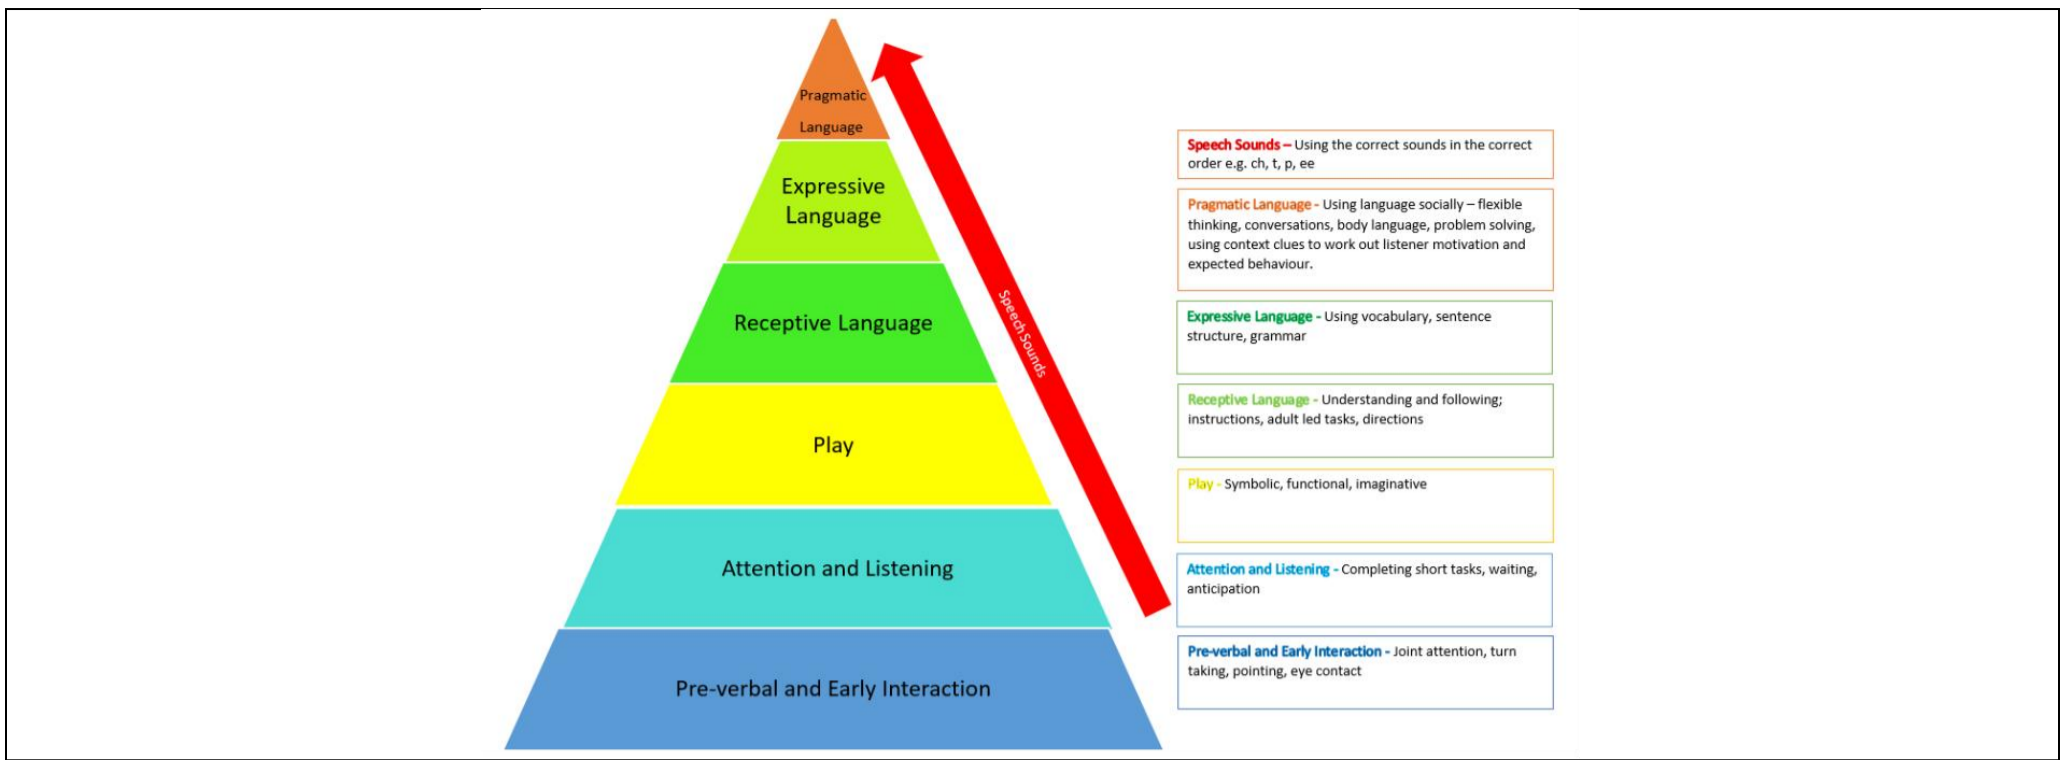 Pragmatic
Language
Expressive
Language
Receptive Language
Play
Attention and Listening
Pre-verbal and Early Interaction
Speech Sounds
Speech Sounds – Using the correct sounds in the correct
order e.g. ch, t, p, ee
Pragmatic Language - Using language socially – flexible
thinking, conversations, body language, problem solving,
using context clues to work out listener motivation and
expected behaviour.
Expressive Language - Using vocabulary, sentence
structure, grammar
Receptive Language - Understanding and following;
instructions, adult led tasks, directions
Play - Symbolic, functional, imaginative
Attention and Listening - Completing short tasks, waiting,
anticipation
Pre-verbal and Early Interaction - Joint attention, turn
taking, pointing, eye contact